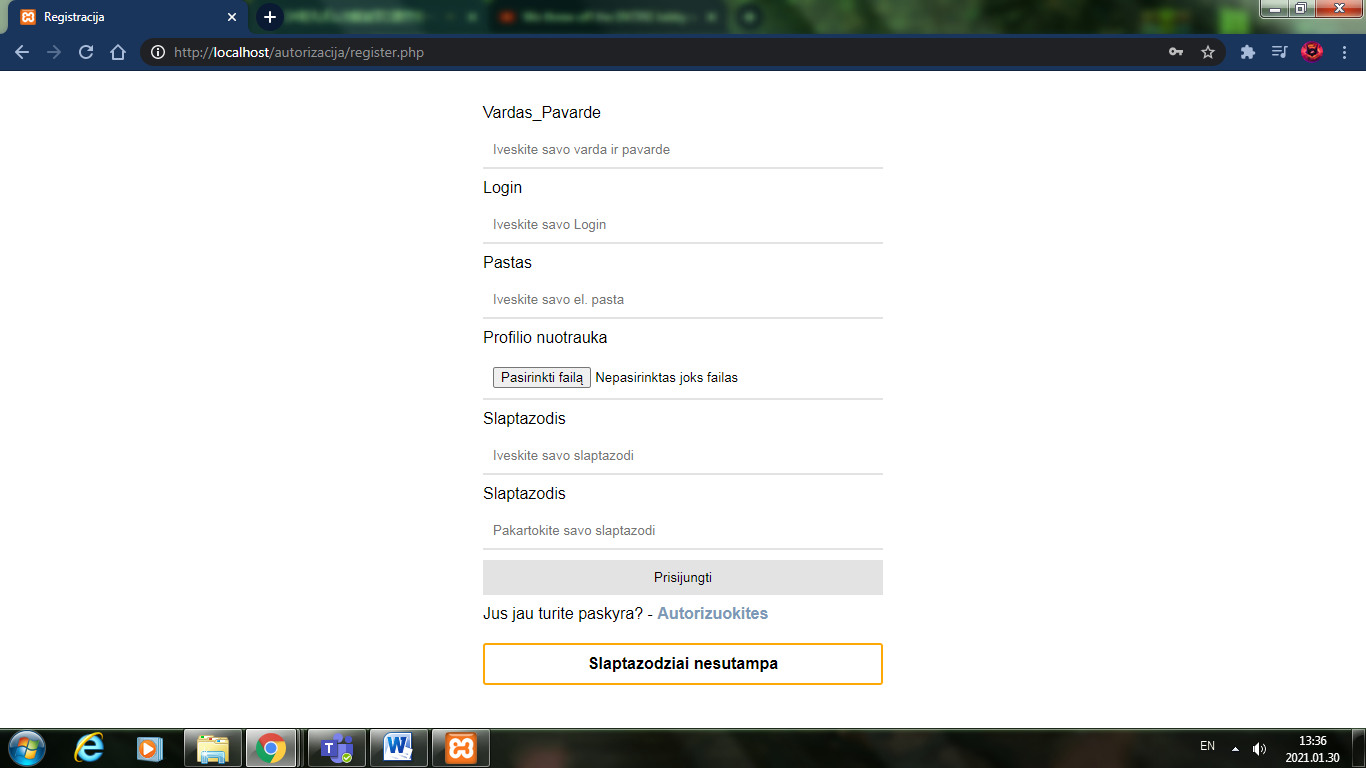 Registracija
http://localhost/autorizacija/register.php
Vardas_Pavarde
Iveskite savo varda ir pavarde
Login
Iveskite savo Login
Pastas
Iveskite savo el. pasta
Profilio nuotrauka
Pasirinkti failą Nepasirinktas joks failas
Slaptazodis
Iveskite savo slaptazodi
Slaptazodis
Pakartokite savo slaptazodi
Prisijungti
Jus jau turite paskyra? - Autorizuokites
Slaptazodziai nesutampa
EN
13:36
2021.01.30